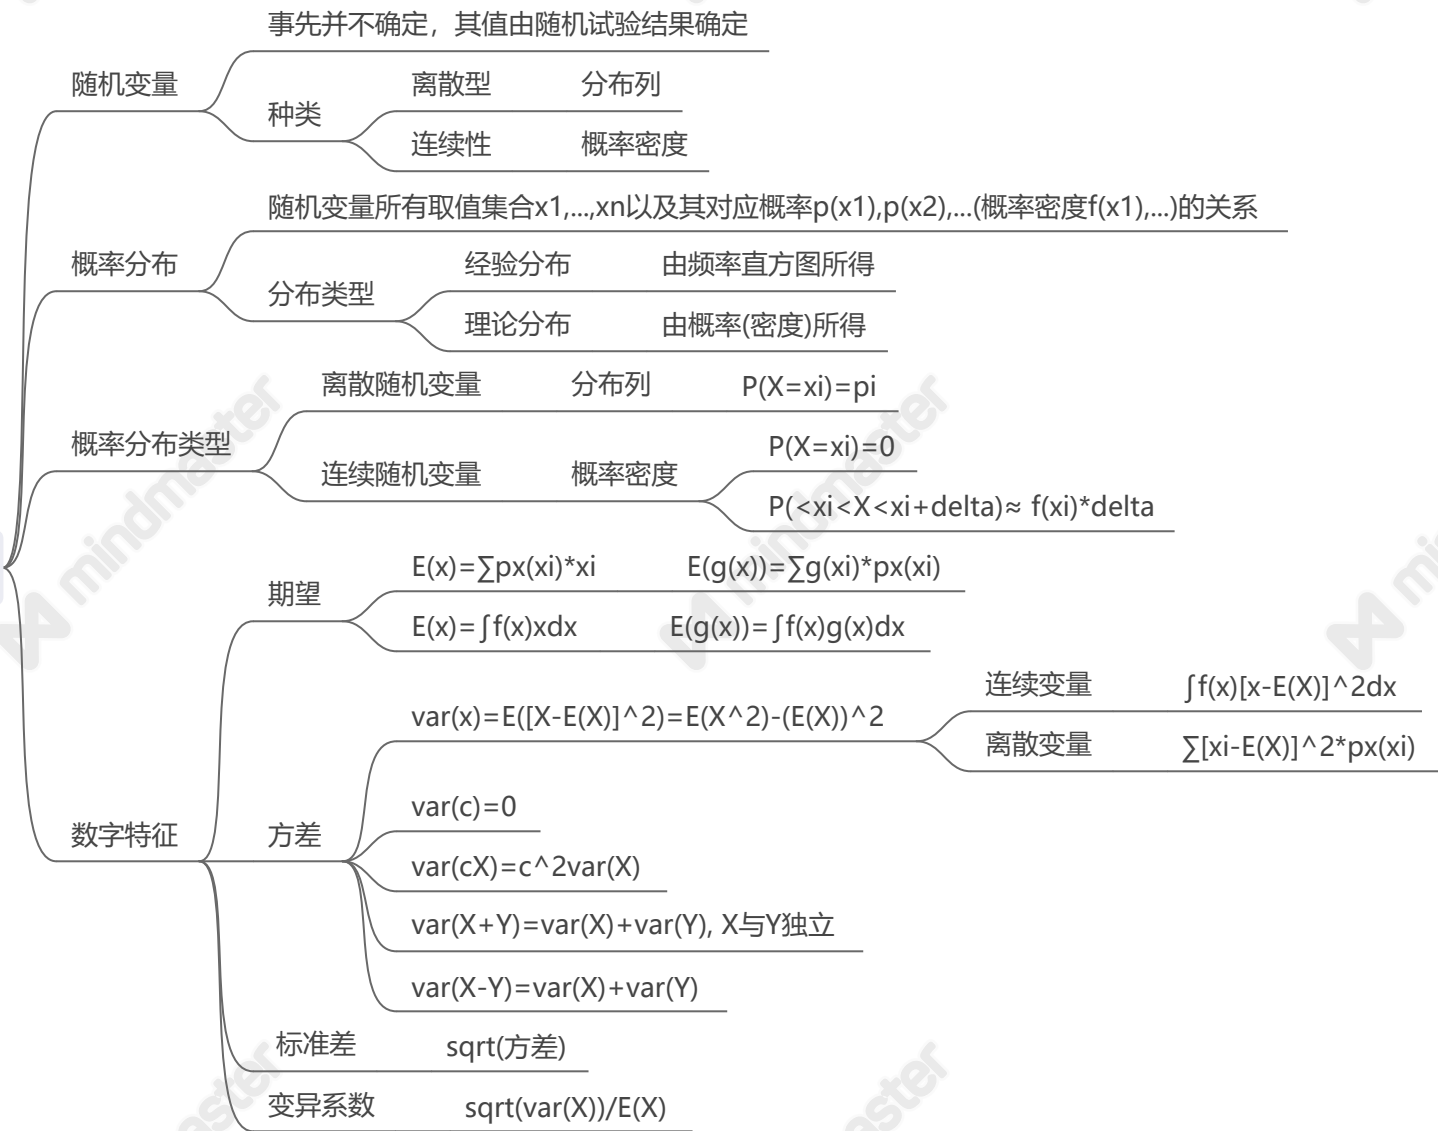 事先并不确定，其值由随机试验结果确定
随机变量
种类
离散型 分布列
连续性 概率密度
随机变量所有取值集合x1,...,xn以及其对应概率p(x1),p(x2),...(概率密度f(x1),...)的关系
概率分布
分布类型
经验分布 由频率直方图所得
理论分布 由概率(密度)所得
概率分布类型
离散随机变量 分布列 P(X=xi)=pi
连续随机变量 概率密度
P(X=xi)=0
P(<xi<X<xi+delta)≈ f(xi)*delta
数字特征
期望
E(x)=∑px(xi)*xi E(g(x))=∑g(xi)*px(xi)
E(x)=∫f(x)xdx E(g(x))=∫f(x)g(x)dx
方差
var(x)=E([X-E(X)]^2)=E(X^2)-(E(X))^2
连续变量 ∫f(x)[x-E(X)]^2dx
离散变量 ∑[xi-E(X)]^2*px(xi)
var(c)=0
var(cX)=c^2var(X)
var(X+Y)=var(X)+var(Y), X与Y独立
var(X-Y)=var(X)+var(Y)
标准差 sqrt(方差)
变异系数 sqrt(var(X))/E(X)
mindmaster
mindmaster